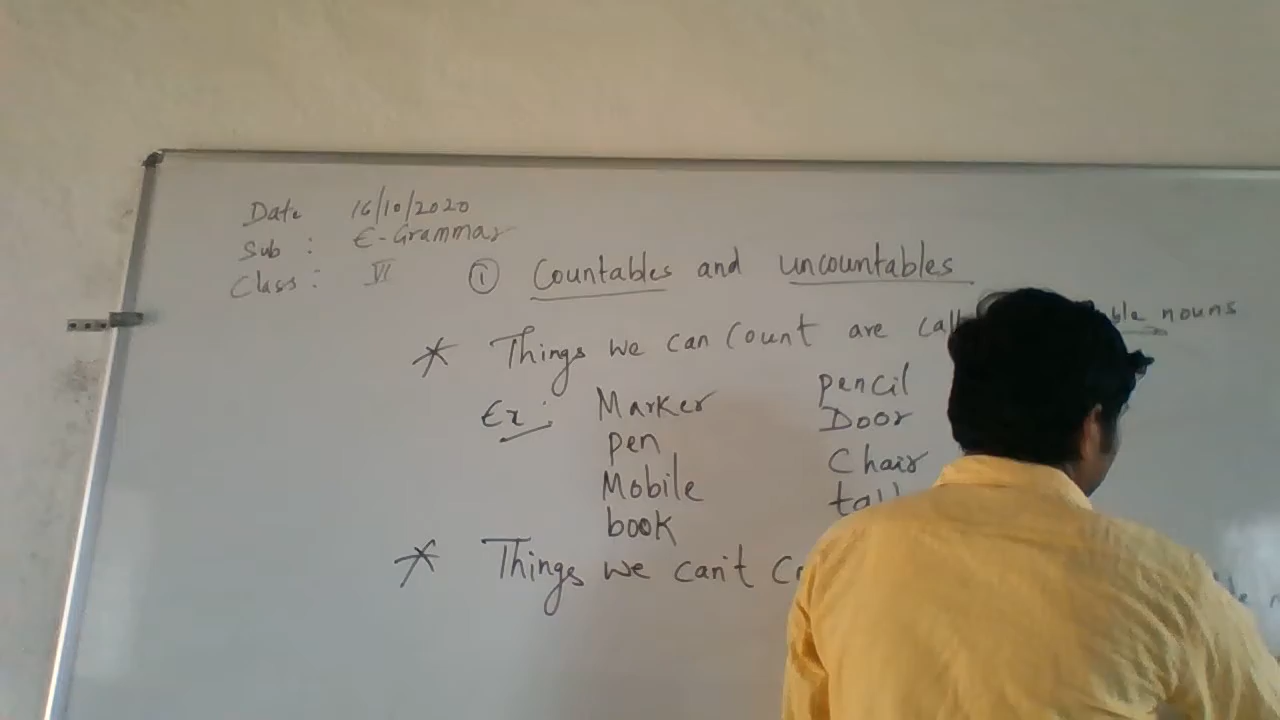 Date 16/10/2020
Sub : E-Grammar
Class : VI
① Countables and uncountables
* Things we can Count are nouns
Ex: Marker pencil
pen Door
Mobile Chair
book
* Things we can't